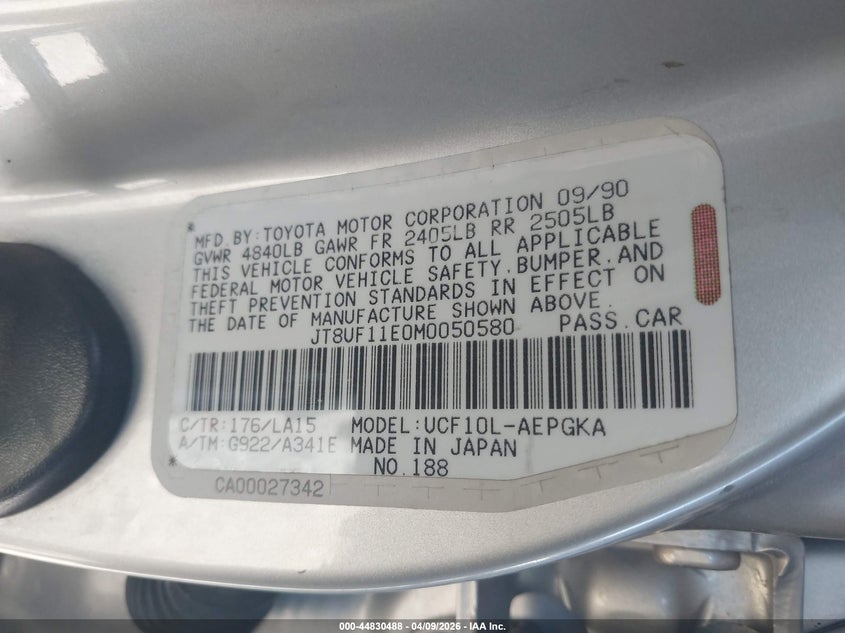 MFD.BY:TOYOTA MOTOR CORPORATION 09/90
GVWR 4840LB GAWR FR 2405LB RR 2505LB
THIS VEHICLE CONFORMS TO ALL APPLICABLE
FEDERAL MOTOR VEHICLE SAFETY,BUMPER,AND
THEFT PREVENTION STANDARDS IN EFFECT ON
THE DATE OF MANUFACTURE SHOWN ABOVE.
JT8UF11E0M0050580 PASS.CAR
C/TR:176/LA15 MODEL:UCF10L-AEPGKA
A/TM:G922/A341E MADE IN JAPAN
NO.188
CA00027342
000-44830488 - 04/09/2026 - IAA Inc.